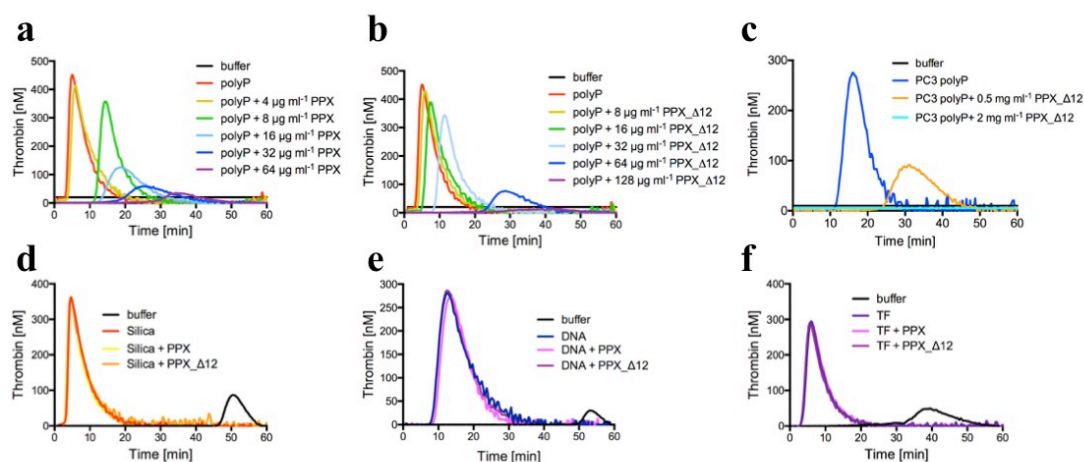 a
b
c
Thrombin [nM]
500
400
300
200
100
0
0 10 20 30 40 50 60
Time [min]
buffer
polyP
polyP + 4 µg ml⁻¹ PPX
polyP + 8 µg ml⁻¹ PPX
polyP + 16 µg ml⁻¹ PPX
polyP + 32 µg ml⁻¹ PPX
polyP + 64 µg ml⁻¹ PPX
Thrombin [nM]
500
400
300
200
100
0
0 10 20 30 40 50 60
Time [min]
buffer
polyP
polyP + 8 µg ml⁻¹ PPX_Δ12
polyP + 16 µg ml⁻¹ PPX_Δ12
polyP + 32 µg ml⁻¹ PPX_Δ12
polyP + 64 µg ml⁻¹ PPX_Δ12
polyP + 128 µg ml⁻¹ PPX_Δ12
Thrombin [nM]
300
200
100
0
0 10 20 30 40 50 60
Time [min]
buffer
PC3 polyP
PC3 polyP+ 0.5 mg ml⁻¹ PPX_Δ12
PC3 polyP+ 2 mg ml⁻¹ PPX_Δ12
d
e
f
Thrombin [nM]
400
300
200
100
0
0 10 20 30 40 50 60
Time [min]
buffer
Silica
Silica + PPX
Silica + PPX_Δ12
Thrombin [nM]
300
250
200
150
100
50
0
0 10 20 30 40 50 60
Time [min]
buffer
DNA
DNA + PPX
DNA + PPX_Δ12
Thrombin [nM]
400
300
200
100
0
0 10 20 30 40 50 60
Time [min]
buffer
TF
TF + PPX
TF + PPX_Δ12